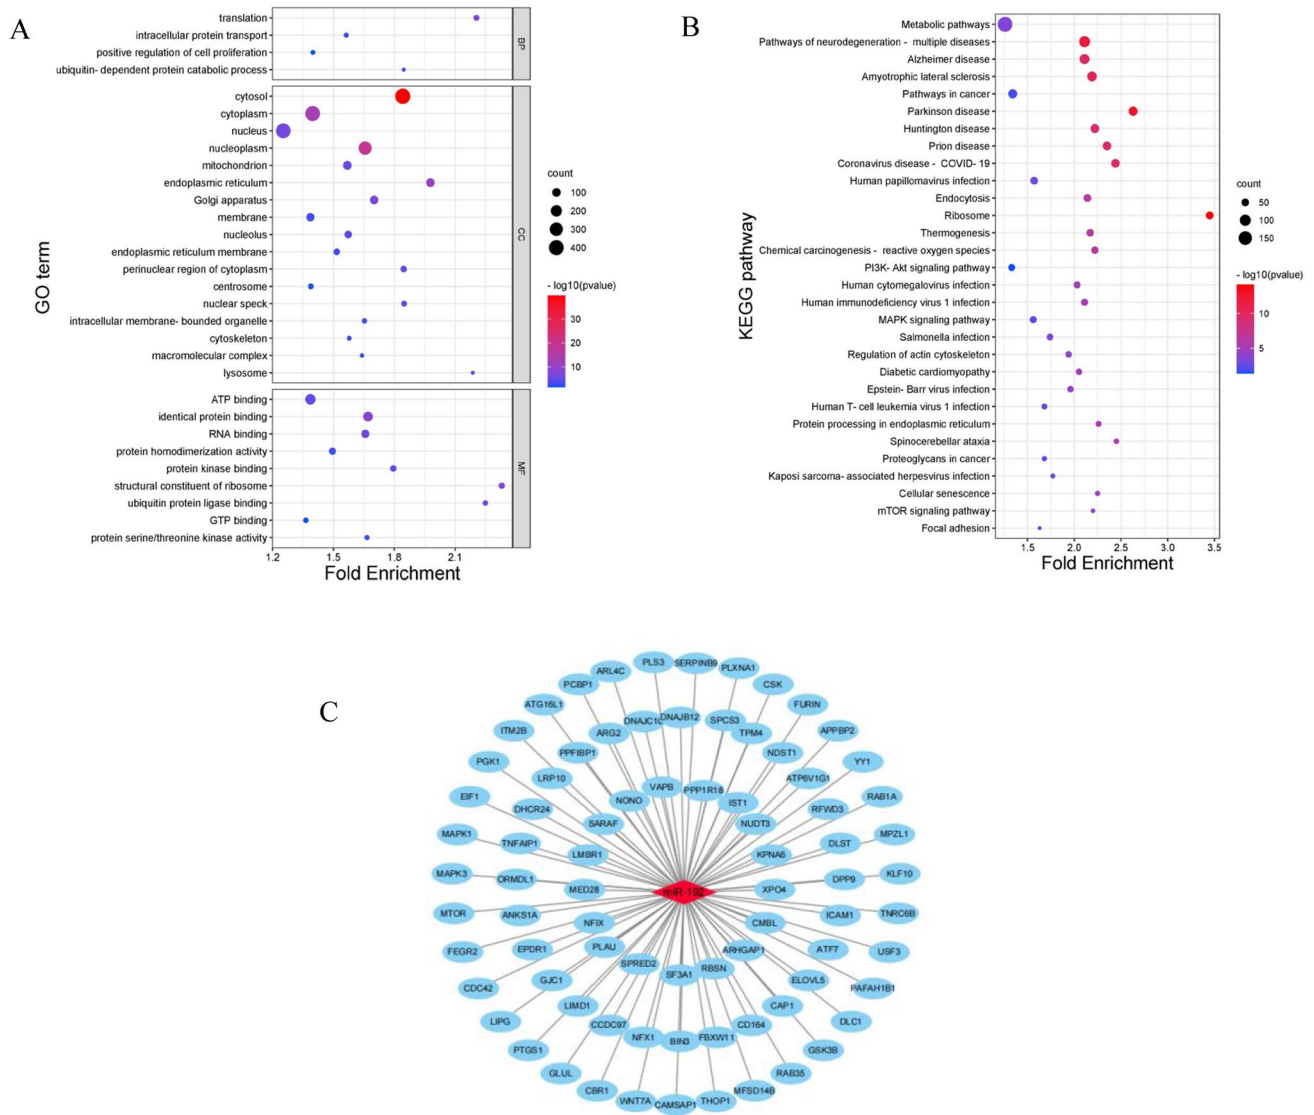 A
translation
intracellular protein transport
positive regulation of cell proliferation
ubiquitin- dependent protein catabolic process
BP
cytosol
cytoplasm
nucleus
nucleoplasm
mitochondrion
endoplasmic reticulum
Golgi apparatus
membrane
nucleolus
endoplasmic reticulum membrane
perinuclear region of cytoplasm
centrosome
nuclear speck
intracellular membrane- bounded organelle
cytoskeleton
macromolecular complex
lysosome
CC
ATP binding
identical protein binding
RNA binding
protein homodimerization activity
protein kinase binding
structural constituent of ribosome
ubiquitin protein ligase binding
GTP binding
protein serine/threonine kinase activity
MF
GO term
1.2 1.5 1.8 2.1
Fold Enrichment
count
100
200
300
400
- log10(pvalue)
30
20
10
B
Metabolic pathways
Pathways of neurodegeneration - multiple diseases
Alzheimer disease
Amyotrophic lateral sclerosis
Pathways in cancer
Parkinson disease
Huntington disease
Prion disease
Coronavirus disease - COVID- 19
Human papillomavirus infection
Endocytosis
Ribosome
Thermogenesis
Chemical carcinogenesis - reactive oxygen species
PI3K- Akt signaling pathway
Human cytomegalovirus infection
Human immunodeficiency virus 1 infection
MAPK signaling pathway
Salmonella infection
Regulation of actin cytoskeleton
Diabetic cardiomyopathy
Epstein- Barr virus infection
Human T- cell leukemia virus 1 infection
Protein processing in endoplasmic reticulum
Spinocerebellar ataxia
Proteoglycans in cancer
Kaposi sarcoma- associated herpesvirus infection
Cellular senescence
mTOR signaling pathway
Focal adhesion
KEGG pathway
1.5 2.0 2.5 3.0 3.5
Fold Enrichment
count
50
100
150
- log10(pvalue)
10
5
C
PLS3 SERPINB9
ARL4C PLXNA1
PCBP1 CSK
ATG16L1 FURIN
DNAJC10 DNAJB12 SPCS3
ITM2B ARG2 TPM4 APPBP2
PPFIBP1 NDST1
PGK1 YY1
LRP10 ATP6V1G1
VAPB PPP1R18
EIF1 NONO IST1 RAB1A
DHCR24 RFWD3
SARAF NUDT3
MAPK1 TNFAIP1 DLST MPZL1
LMBR1 KPNA6
MAPK3 ORMDL1 DPP9 KLF10
MED28 miR-192 XPO4
MTOR ANKS1A ICAM1 TNRC6B
NFIX CMBL
FEGR2 EPDR1 PLAU ARHGAP1 ATF7 USF3
SPRED2 SF3A1 RBSN
CDC42 GJC1 ELOVL5 PAFAH1B1
LIMD1 CAP1
LIPG CCDC97 CD164 DLC1
NFX1 BIN3 FBXW11
PTGS1 GSK3B
GLUL RAB35
CBR1 MFSD14B
WNT7A CAMSAP1 THOP1